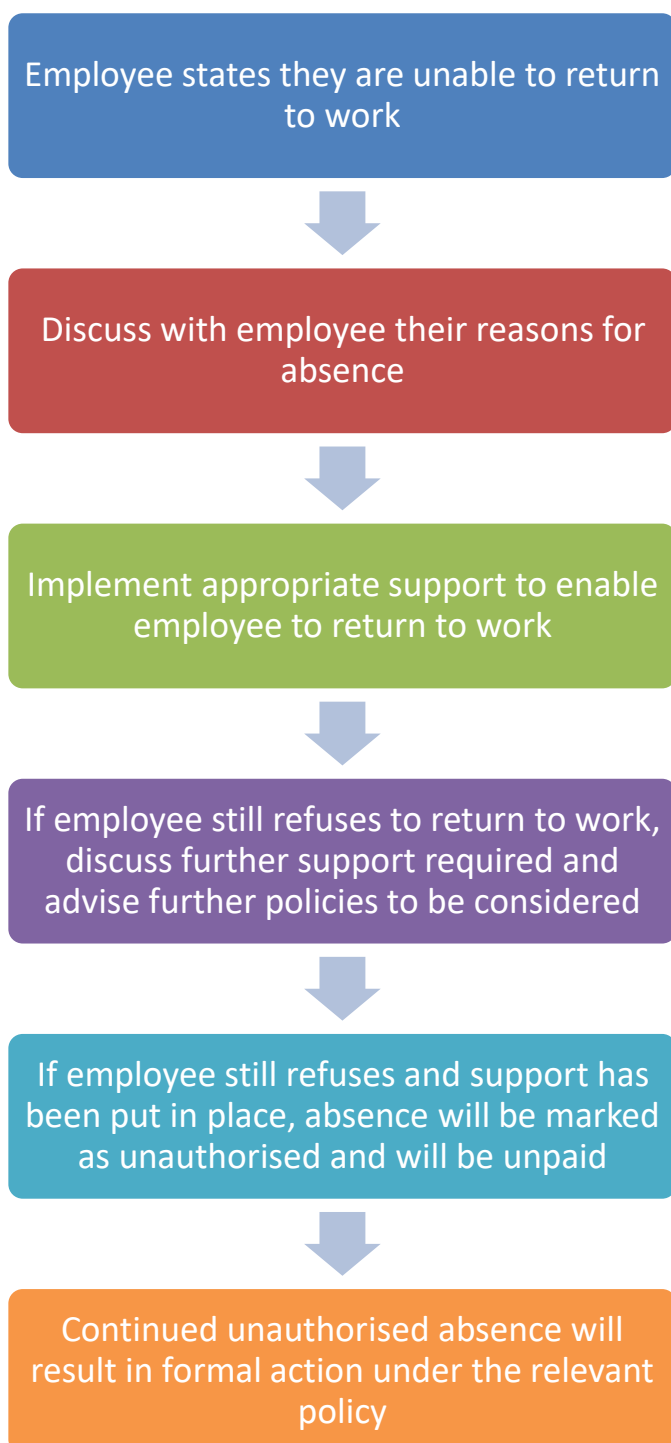 Employee states they are unable to return
to work
Discuss with employee their reasons for
absence
Implement appropriate support to enable
employee to return to work
If employee still refuses to return to work,
discuss further support required and
advise further policies to be considered
If employee still refuses and support has
been put in place, absence will be marked
as unauthorised and will be unpaid
Continued unauthorised absence will
result in formal action under the relevant
policy